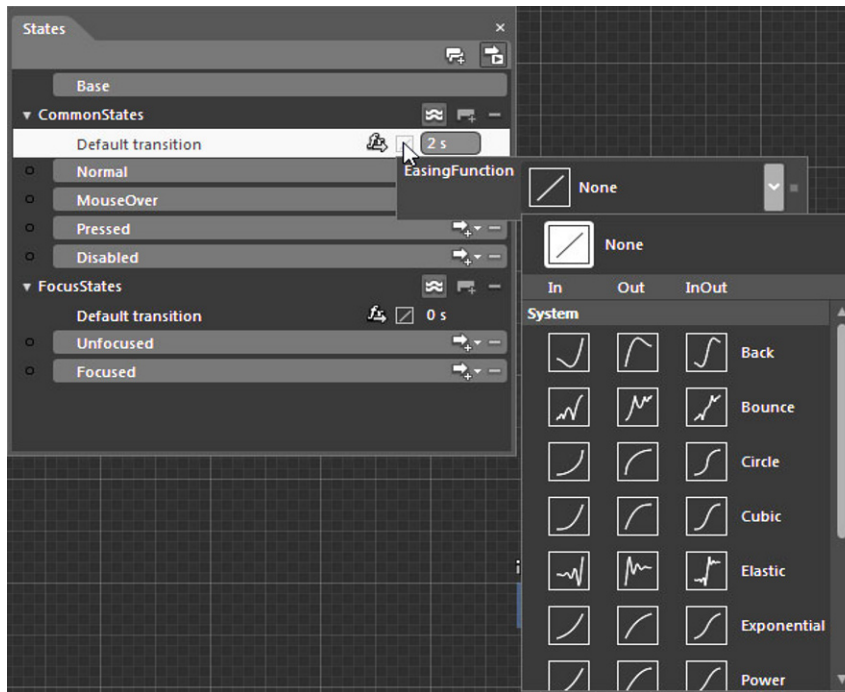 States
Base
CommonStates
Default transition 2 s
Normal
MouseOver
Pressed
Disabled
FocusStates
Default transition 0 s
Unfocused
Focused
EasingFunction
None
None
In Out InOut
System
Back
Bounce
Circle
Cubic
Elastic
Exponential
Power